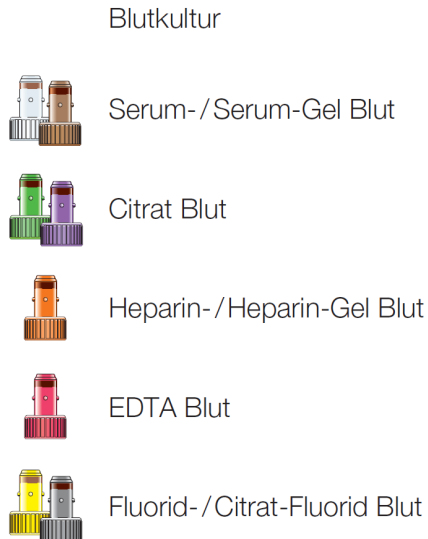 Blutkultur
Serum-/Serum-Gel Blut
Citrat Blut
Heparin-/Heparin-Gel Blut
EDTA Blut
Fluorid-/Citrat-Fluorid Blut